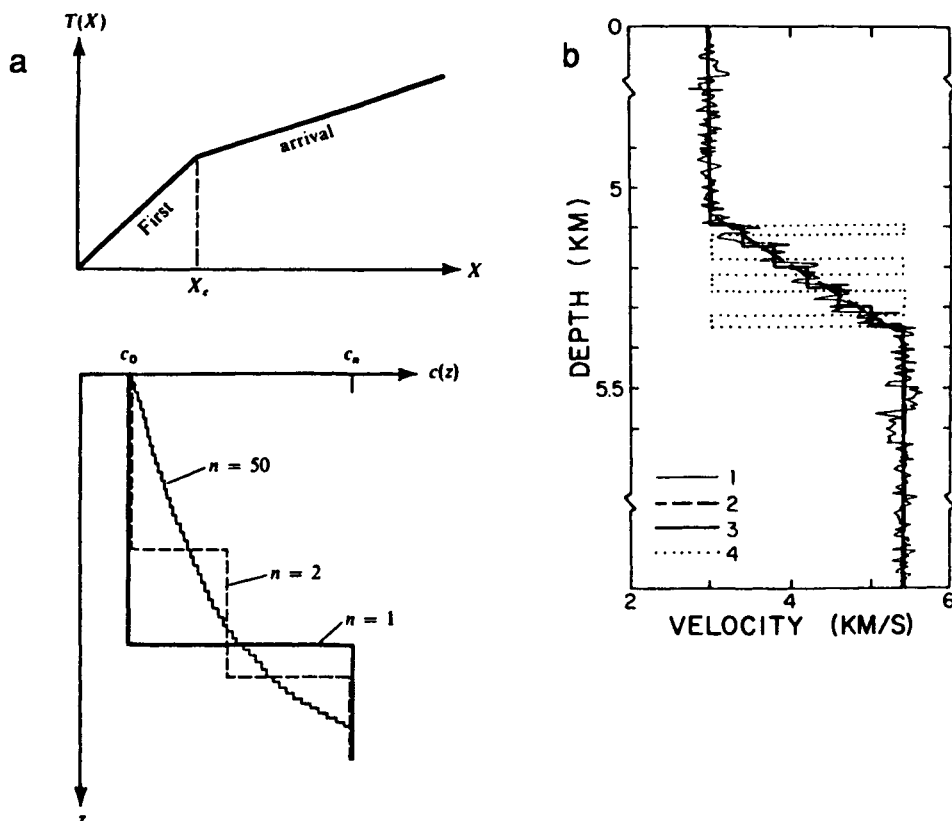 a
T(X)
First
arrival
X_c
X
c_0
c_n
c(z)
n = 50
n = 2
n = 1
z
b
0
5
5.5
DEPTH (KM)
1
2
3
4
2
4
6
VELOCITY (KM/S)